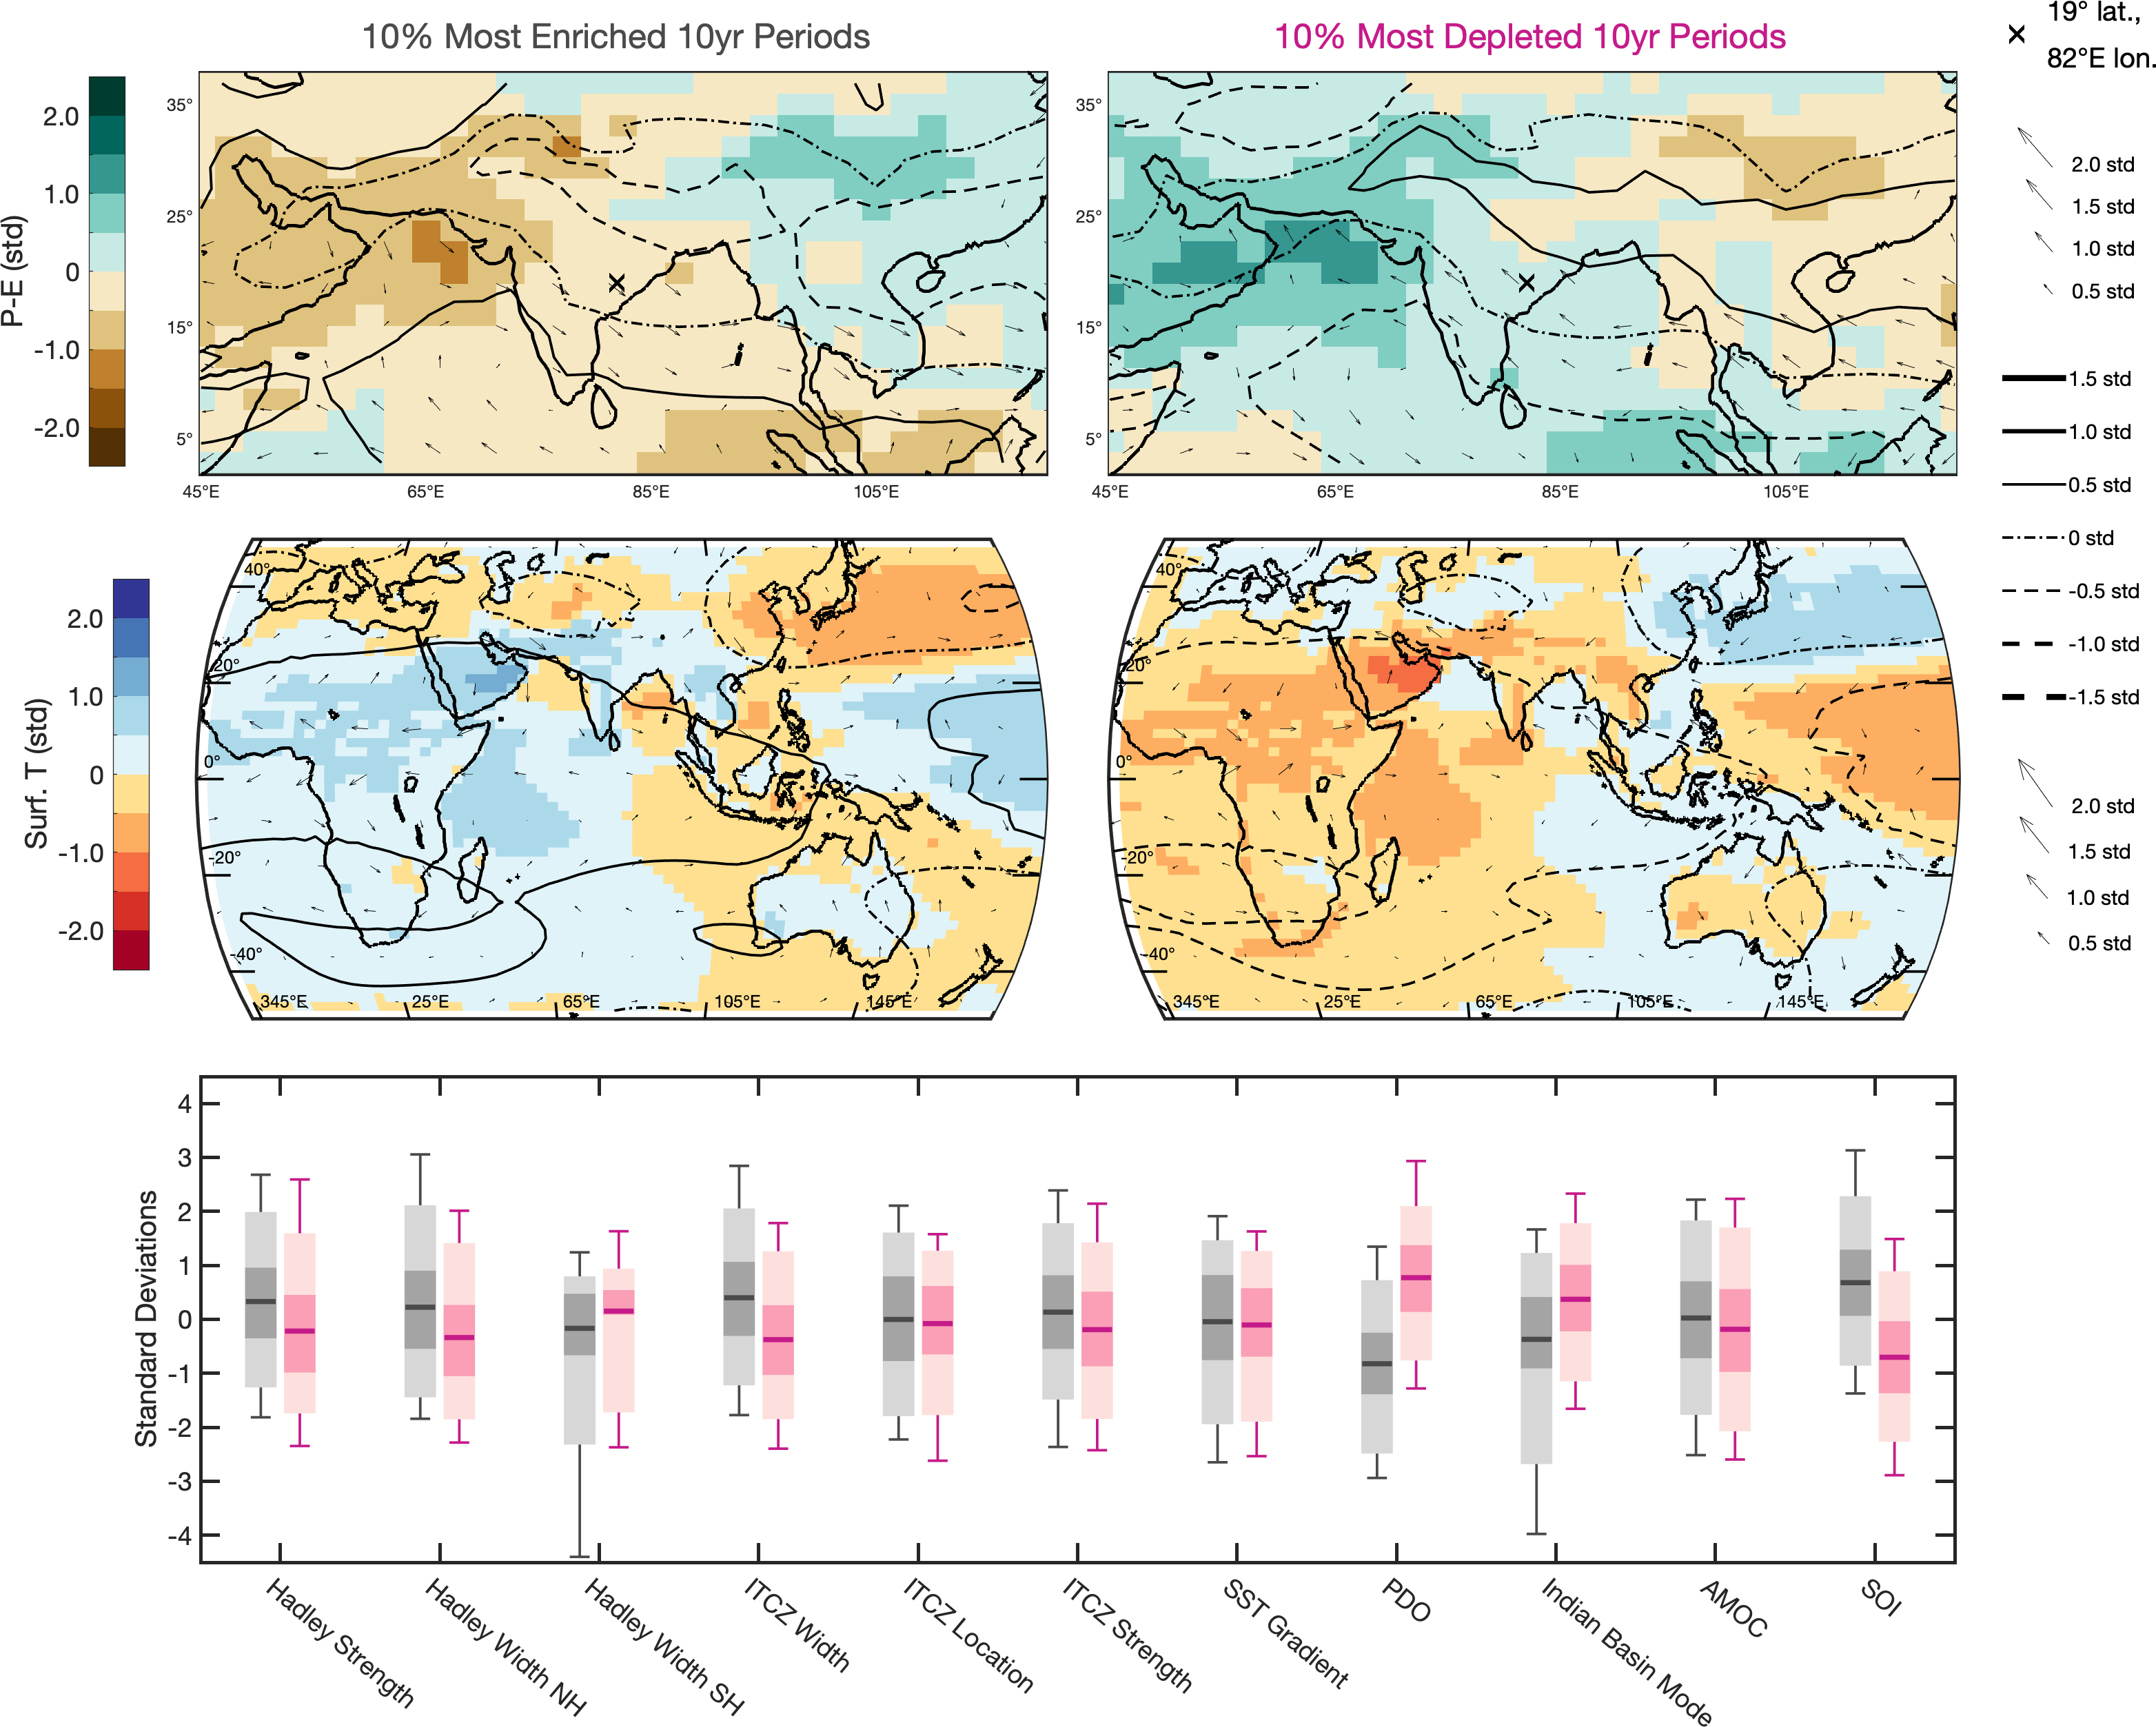 10% Most Enriched 10yr Periods
10% Most Depleted 10yr Periods
19° lat.,
82°E lon.
P-E (std)
2.0
1.0
0
-1.0
-2.0
35°
25°
15°
5°
45°E
65°E
85°E
105°E
35°
25°
15°
5°
45°E
65°E
85°E
105°E
2.0 std
1.5 std
1.0 std
0.5 std
1.5 std
1.0 std
0.5 std
0 std
-0.5 std
-1.0 std
-1.5 std
Surf. T (std)
2.0
1.0
0
-1.0
-2.0
40°
20°
0°
-20°
-40°
345°E
25°E
65°E
105°E
145°E
40°
20°
0°
-20°
-40°
345°E
25°E
65°E
105°E
145°E
2.0 std
1.5 std
1.0 std
0.5 std
Standard Deviations
4
3
2
1
0
-1
-2
-3
-4
Hadley Strength
Hadley Width NH
Hadley Width SH
ITCZ Width
ITCZ Location
ITCZ Strength
SST Gradient
PDO
Indian Basin Mode
AMOC
SOI